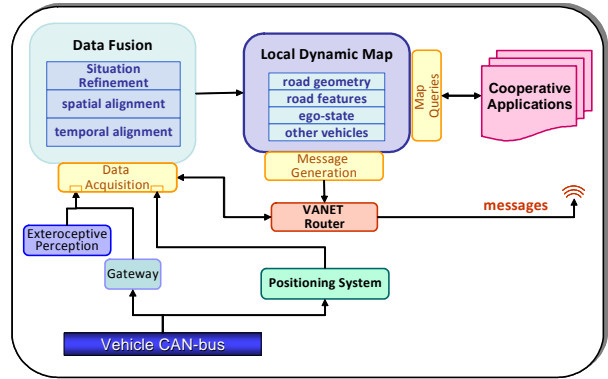 Data Fusion
Situation
Refinement
spatial alignment
temporal alignment
Local Dynamic Map
road geometry
road features
ego-state
other vehicles
Map
Queries
Cooperative
Applications
Data
Acquisition
Message
Generation
VANET
Router
messages
Exteroceptive
Perception
Gateway
Positioning System
Vehicle CAN-bus